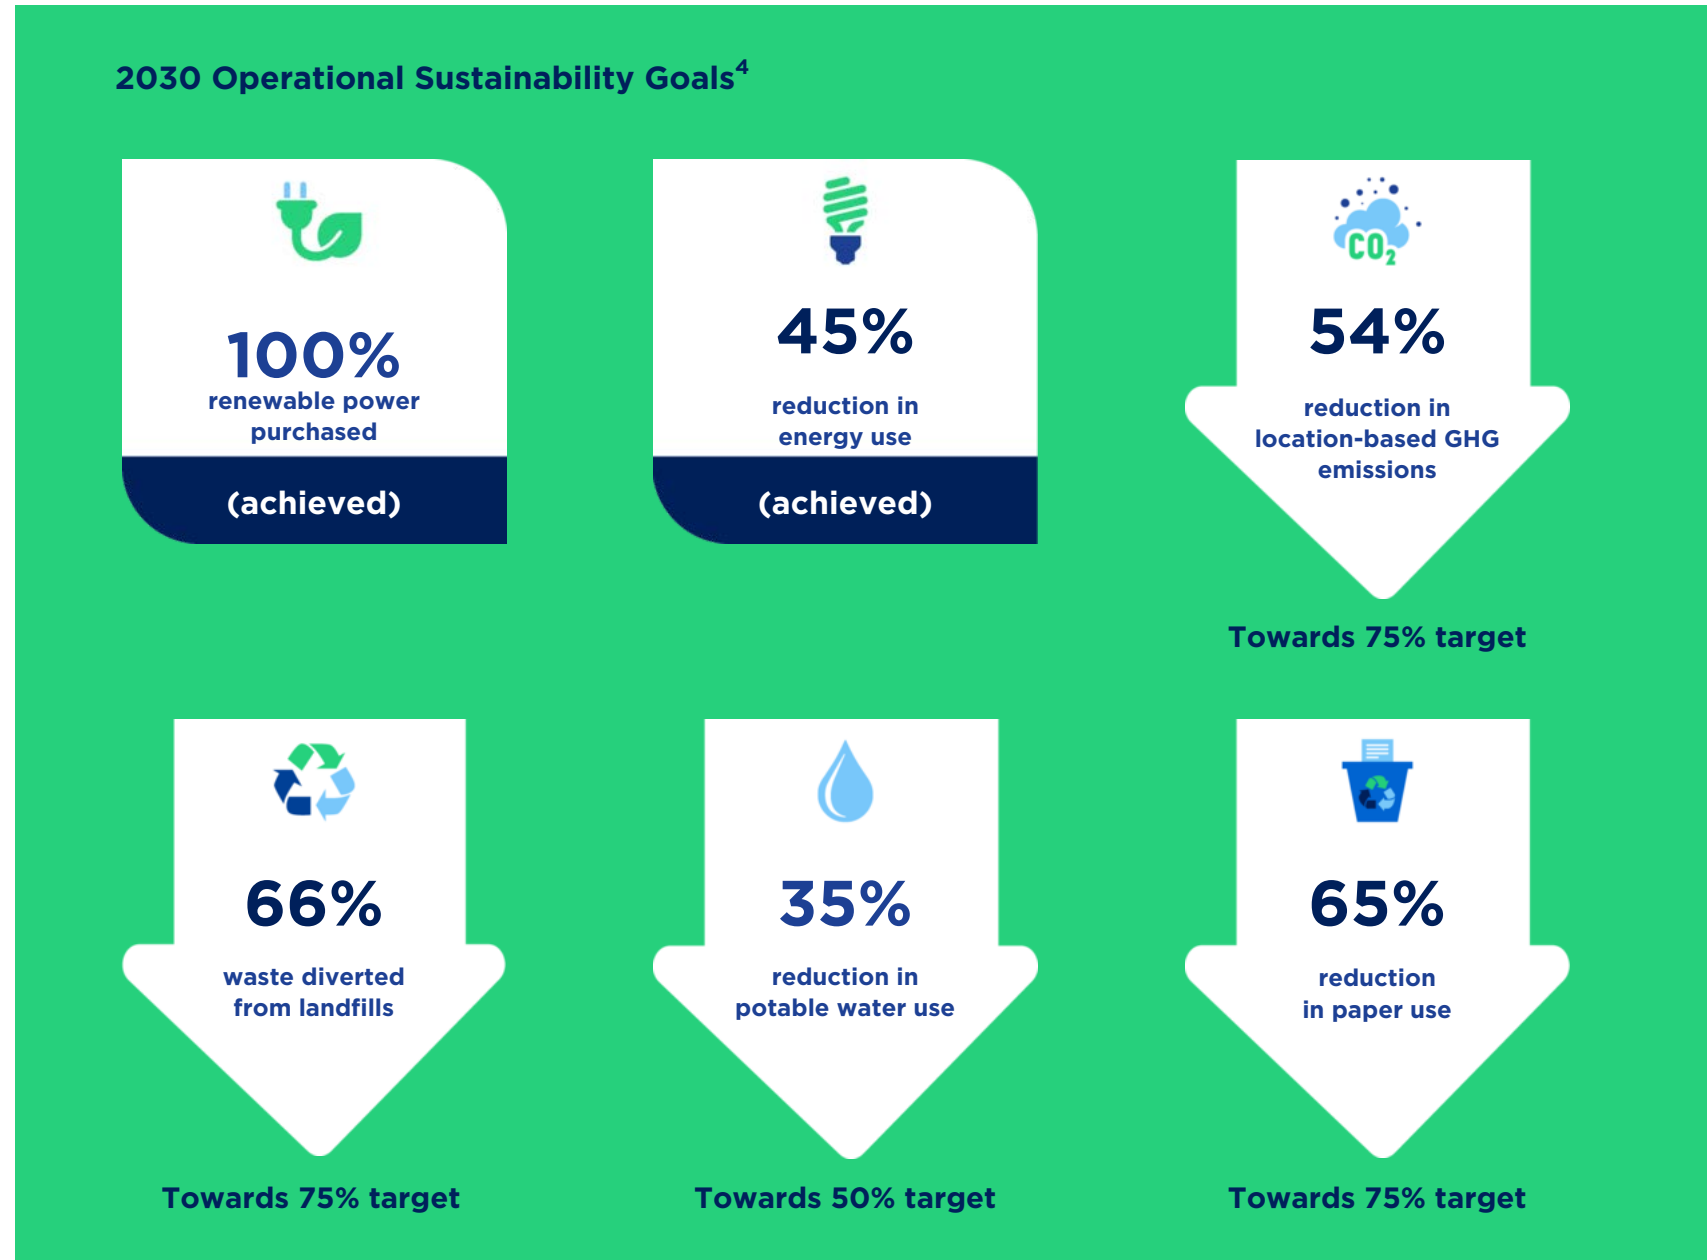 2030 Operational Sustainability Goals⁴
100%
renewable power
purchased
(achieved)
45%
reduction in
energy use
(achieved)
CO₂
54%
reduction in
location-based GHG
emissions
Towards 75% target
66%
waste diverted
from landfills
Towards 75% target
35%
reduction in
potable water use
Towards 50% target
65%
reduction
in paper use
Towards 75% target